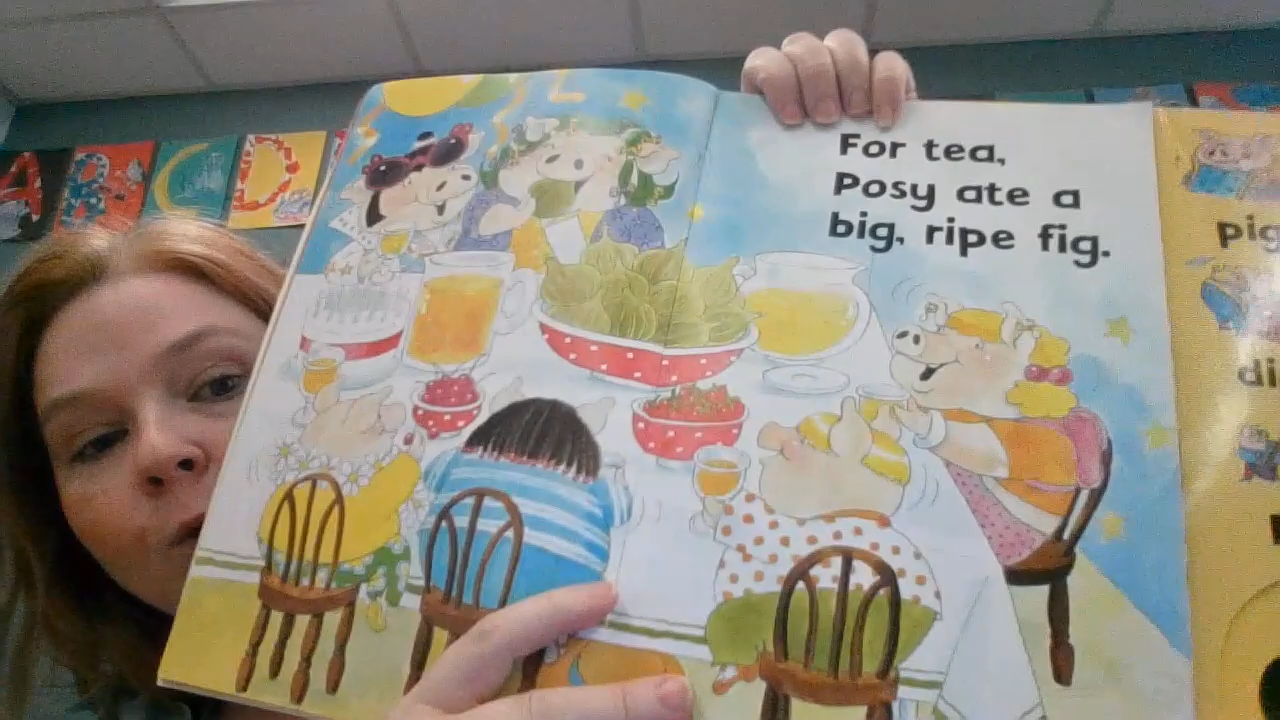 A B C D
For tea,
Posy ate a
big, ripe fig.
pig
di